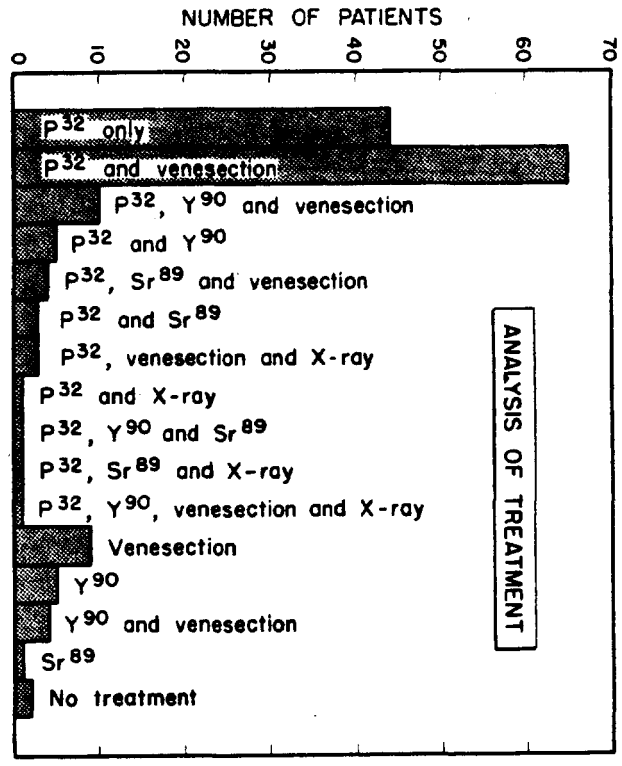 NUMBER OF PATIENTS
0 10 20 30 40 50 60 70
P32 only
P32 and venesection
P32, Y90 and venesection
P32 and Y90
P32, Sr89 and venesection
P32 and Sr89
P32, venesection and X-ray
P32 and X-ray
P32, Y90 and Sr89
P32, Sr89 and X-ray
P32, Y90, venesection and X-ray
Venesection
Y90
Y90 and venesection
Sr89
No treatment
ANALYSIS OF TREATMENT